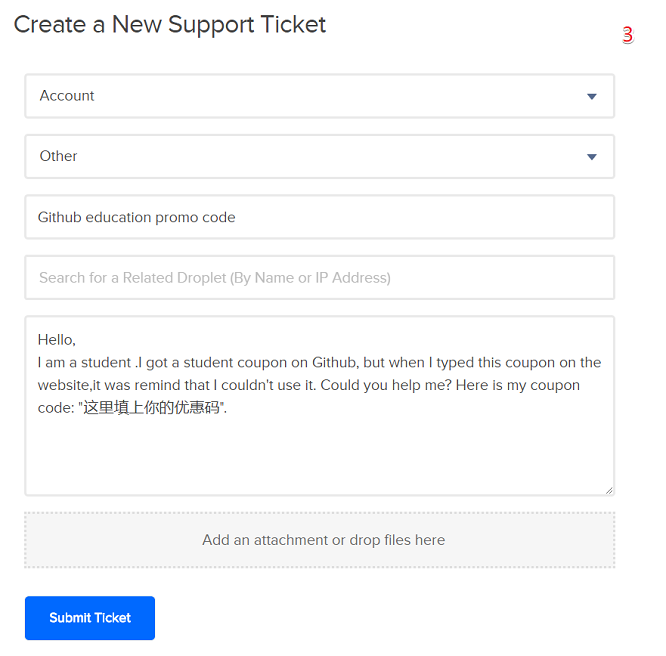 Create a New Support Ticket
3
Account
Other
Github education promo code
Search for a Related Droplet (By Name or IP Address)
Hello,
I am a student .I got a student coupon on Github, but when I typed this coupon on the
website,it was remind that I couldn't use it. Could you help me? Here is my coupon
code: "这里填上你的优惠码".
Add an attachment or drop files here
Submit Ticket